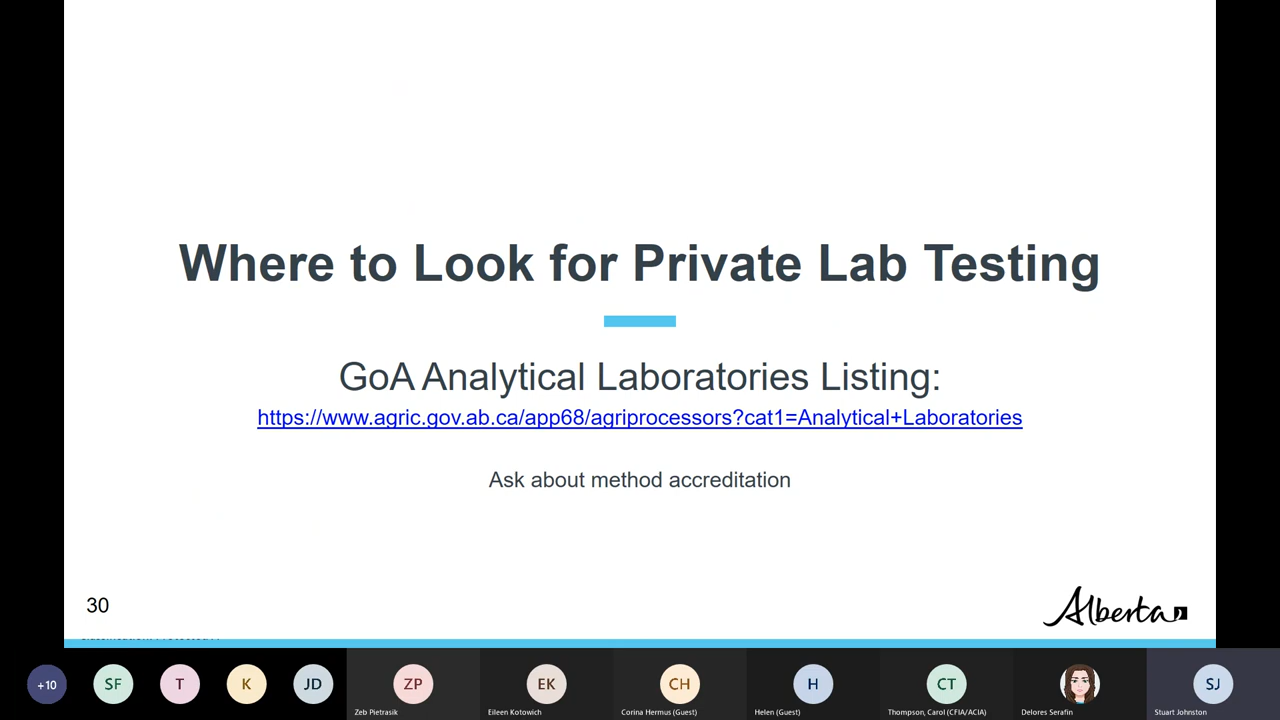 Where to Look for Private Lab Testing
GoA Analytical Laboratories Listing:
https://www.agric.gov.ab.ca/app68/agriprocessors?cat1=Analytical+Laboratories
Ask about method accreditation
30
Alberta
+10
SF
T
K
JD
ZP
EK
CH
H
CT
SJ
Zeb Pietrasik
Eileen Kotowich
Corina Hermus (Guest)
Helen (Guest)
Thompson, Carol (CFIA/ACIA)
Delores Serafin
Stuart Johnston